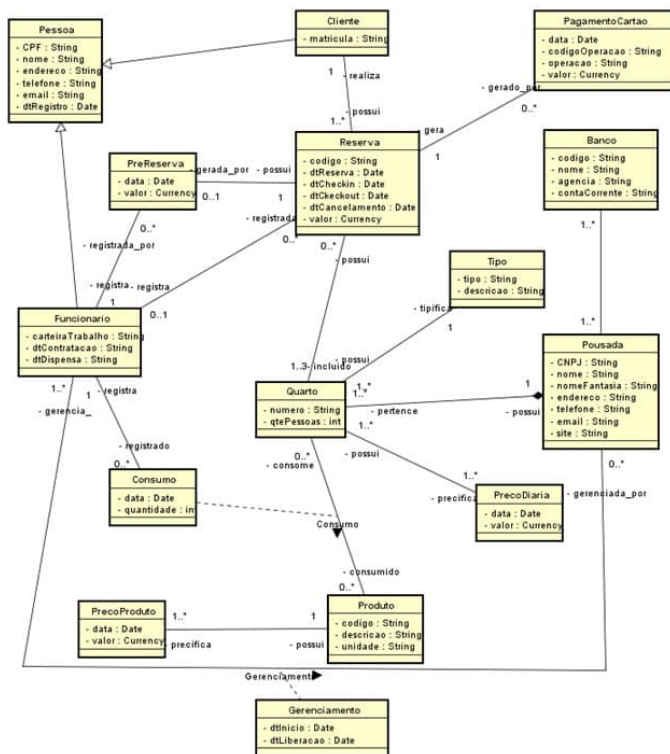 Cliente
- matricula : String
Pessoa
- CPF : String
- nome : String
- endereco : String
- telefone : String
- email : String
- dtRegistro : Date
PagamentoCartao
- data : Date
- codigoOperacao : String
- operacao : String
- valor : Currency
1
- realiza
- possui
1..*
- gerado_por
0..*
gera
1
Reserva
- codigo : String
- dtReserva : Date
- dtCheckin : Date
- dtCkeckout : Date
- dtCancelamento : Date
- valor : Currency
Banco
- codigo : String
- nome : String
- agencia : String
- contaCorrente : String
PreReserva
- data : Date
- valor : Currency
- gerada_por
- possui
0..1
1
0..*
- registrada
0..*
0..*
1..*
- registrada_por
- possui
- registra
- registra
1
0..1
Tipo
- tipo : String
- descricao : String
- tipifica
1
Funcionario
- carteiraTrabalho : String
- dtContratacao : String
- dtDispensa : String
1..*
Pousada
- CNPJ : String
- nome : String
- nomeFantasia : String
- endereco : String
- telefone : String
- email : String
- site : String
1..3
- incluido
- possui
1..*
1..*
Quarto
- numero : String
- qtePessoas : int
1
- pertence
- possui
1..*
1
- registra
- gerencia_
1..*
- possui
0..*
- consome
- registrado
0..*
1..*
- precifica
0..*
- gerenciada_por
Consumo
- data : Date
- quantidade : int
PrecoDiaria
- data : Date
- valor : Currency
Consumo
- consumido
0..*
PrecoProduto
- data : Date
- valor : Currency
1..*
1
precifica
- possui
Produto
- codigo : String
- descricao : String
- unidade : String
Gerenciamento
Gerenciamento
- dtInicio : Date
- dtLiberacao : Date